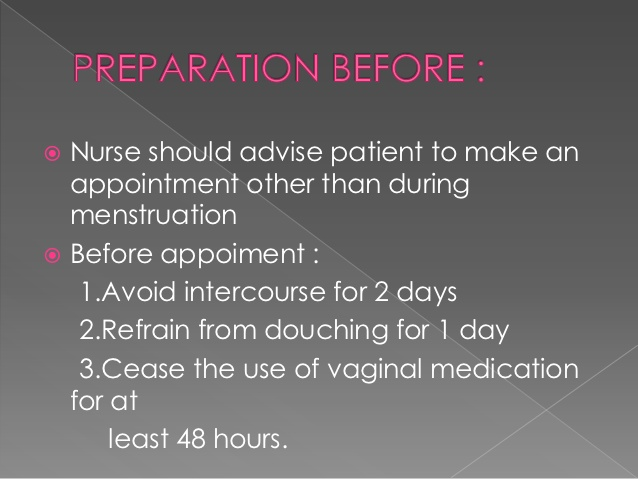 PREPARATION BEFORE :
Nurse should advise patient to make an
appointment other than during
menstruation
Before appoiment :
1.Avoid intercourse for 2 days
2.Refrain from douching for 1 day
3.Cease the use of vaginal medication
for at
least 48 hours.